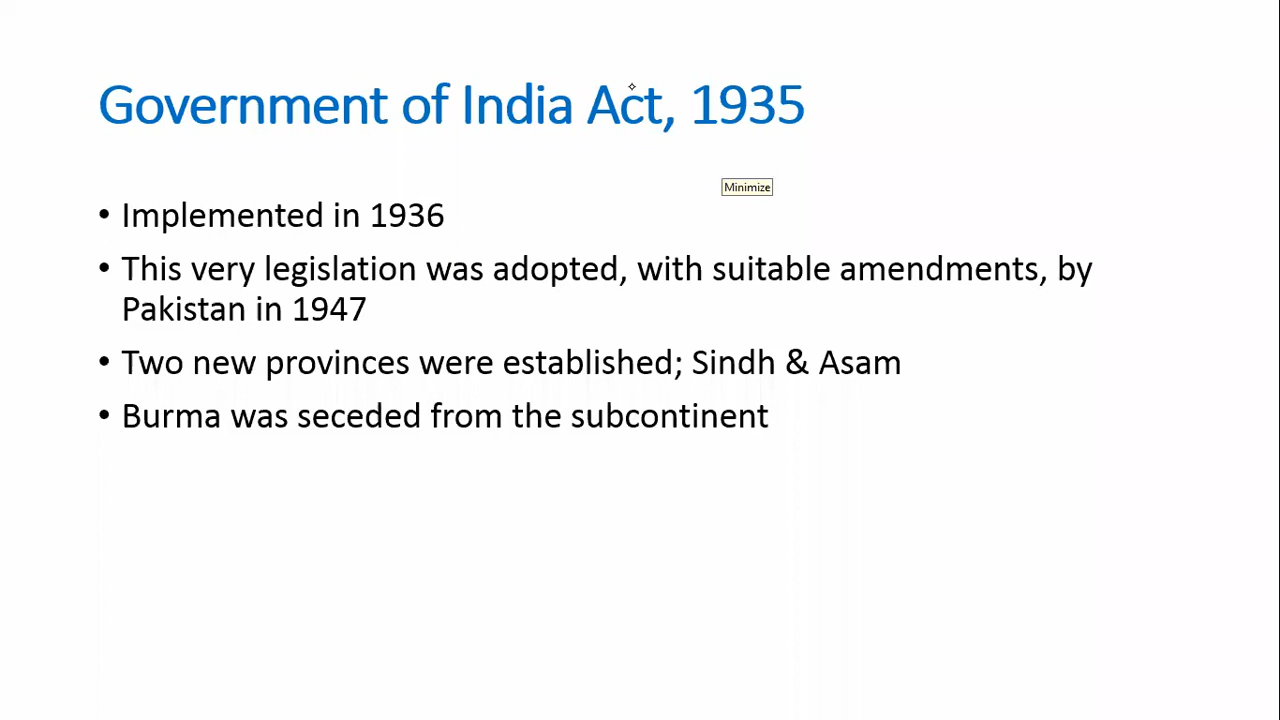 Government of India Act, 1935
Minimize
• Implemented in 1936
• This very legislation was adopted, with suitable amendments, by
Pakistan in 1947
• Two new provinces were established; Sindh & Asam
• Burma was seceded from the subcontinent